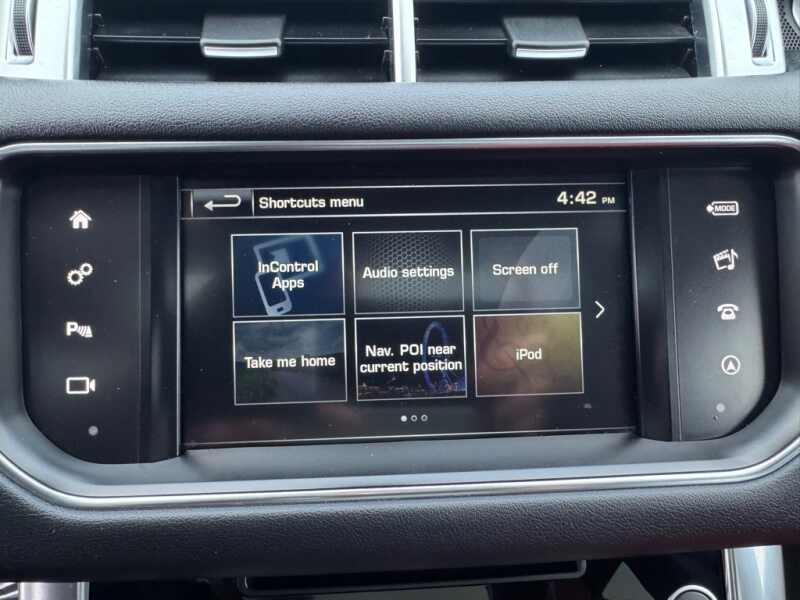 Shortcuts menu
4:42 PM
MODE
InControl
Apps
Audio settings
Screen off
P
Take me home
Nav. POI near
current position
iPod